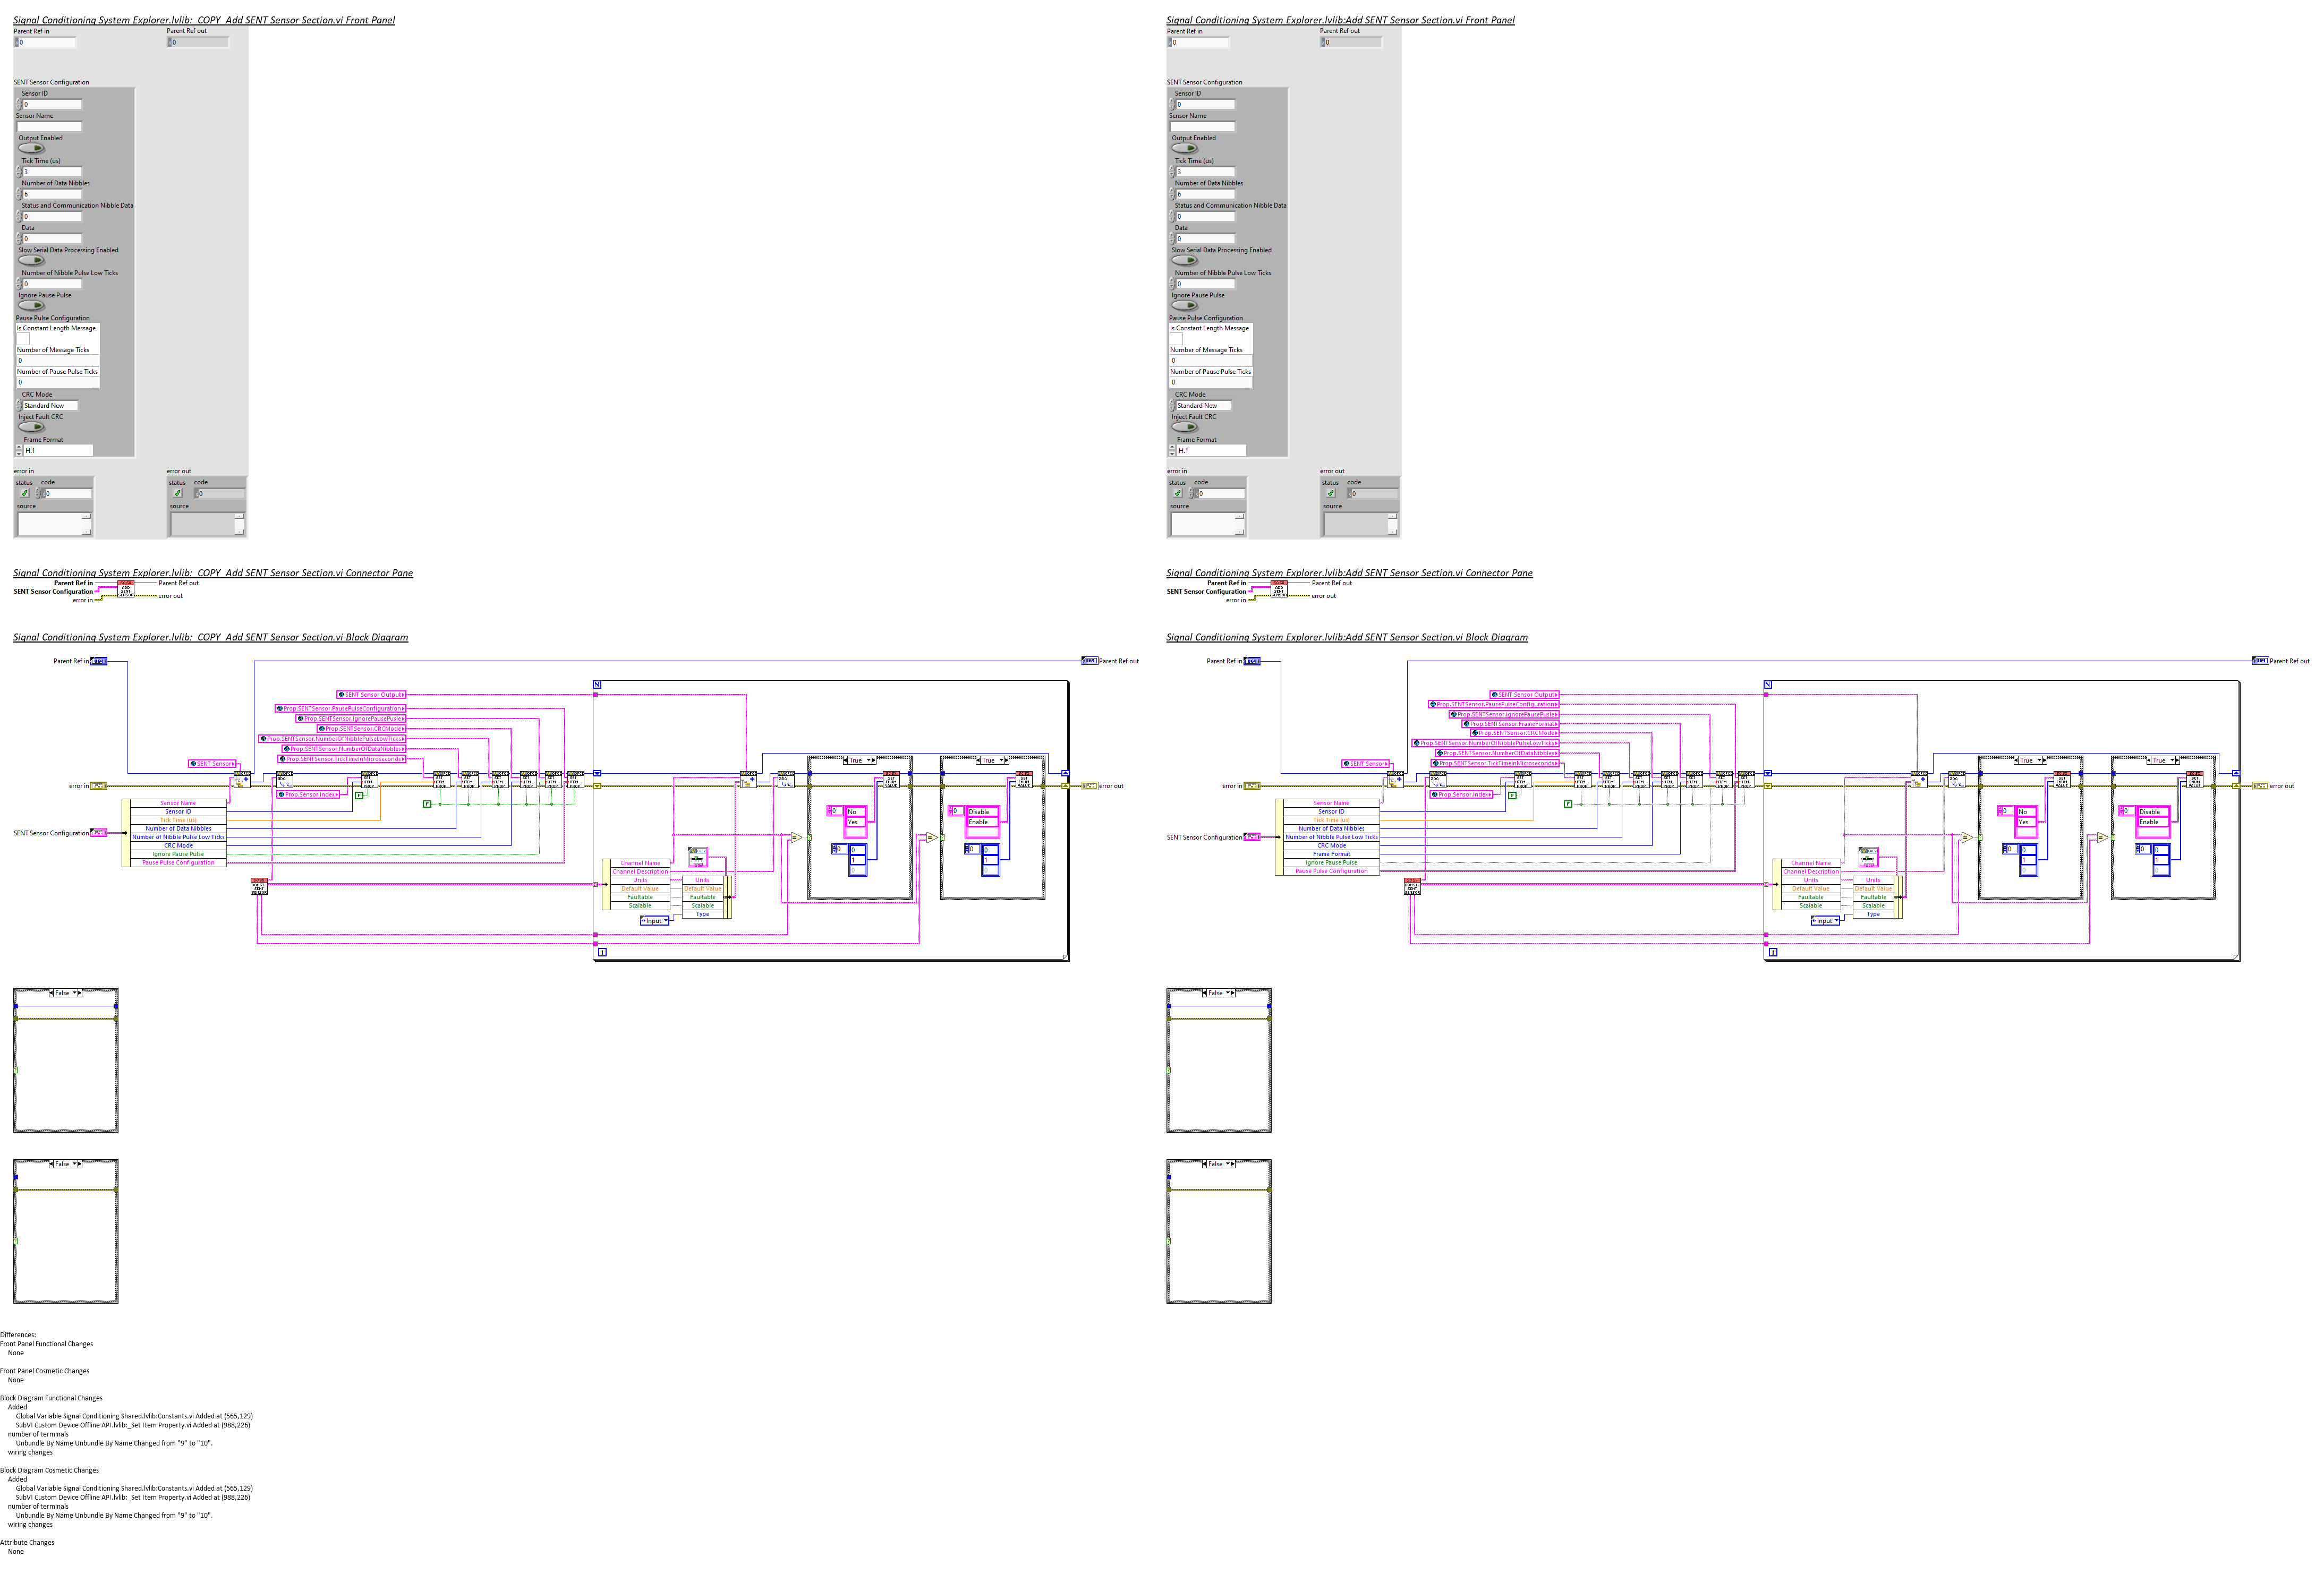 Signal Conditioning System Explorer.lvlib:_COPY_Add SENT Sensor Section.vi Front Panel
Parent Ref in
Parent Ref out
0
0
SENT Sensor Configuration
Sensor ID
0
Sensor Name
Output Enabled
Tick Time (us)
3
Number of Data Nibbles
6
Status and Communication Nibble Data
0
Data
0
Slow Serial Data Processing Enabled
Number of Nibble Pulse Low Ticks
0
Ignore Pause Pulse
Pause Pulse Configuration
Is Constant Length Message
Number of Message Ticks
0
Number of Pause Pulse Ticks
0
CRC Mode
Standard New
Inject Fault CRC
Frame Format
H.1
error in
error out
status code
status code
0
0
source
source
Signal Conditioning System Explorer.lvlib:Add SENT Sensor Section.vi Front Panel
Parent Ref in
Parent Ref out
0
0
SENT Sensor Configuration
Sensor ID
0
Sensor Name
Output Enabled
Tick Time (us)
3
Number of Data Nibbles
6
Status and Communication Nibble Data
0
Data
0
Slow Serial Data Processing Enabled
Number of Nibble Pulse Low Ticks
0
Ignore Pause Pulse
Pause Pulse Configuration
Is Constant Length Message
Number of Message Ticks
0
Number of Pause Pulse Ticks
0
CRC Mode
Standard New
Inject Fault CRC
Frame Format
H.1
error in
error out
status code
status code
0
0
source
source
Signal Conditioning System Explorer.lvlib:_COPY_Add SENT Sensor Section.vi Connector Pane
Parent Ref in
Parent Ref out
SENT Sensor Configuration
error in
error out
Signal Conditioning System Explorer.lvlib:Add SENT Sensor Section.vi Connector Pane
Parent Ref in
Parent Ref out
SENT Sensor Configuration
error in
error out
Signal Conditioning System Explorer.lvlib:_COPY_Add SENT Sensor Section.vi Block Diagram
Parent Ref in
Parent Ref out
SENT Sensor Output
Prop.SENTSensor.PausePulseConfiguration
Prop.SENTSensor.IgnorePausePusle
Prop.SENTSensor.CRCMode
Prop.SENTSensor.NumberOfNibblePulseLowTicks
Prop.SENTSensor.NumberOfDataNibbles
Prop.SENTSensor.TickTimeInMicroseconds
SENT Sensor
error in
error out
Prop.Sensor.Index
SENT Sensor Configuration
Sensor Name
Sensor ID
Tick Time (us)
Number of Data Nibbles
Number of Nibble Pulse Low Ticks
CRC Mode
Ignore Pause Pulse
Pause Pulse Configuration
Channel Name
Channel Description
Units
Default Value
Faultable
Scalable
Units
Default Value
Faultable
Scalable
Type
Input
True
No
Yes
0
1
True
Disable
Enable
0
1
False
False
Signal Conditioning System Explorer.lvlib:Add SENT Sensor Section.vi Block Diagram
Parent Ref in
Parent Ref out
SENT Sensor Output
Prop.SENTSensor.PausePulseConfiguration
Prop.SENTSensor.IgnorePausePusle
Prop.SENTSensor.FrameFormat
Prop.SENTSensor.CRCMode
Prop.SENTSensor.NumberOfNibblePulseLowTicks
Prop.SENTSensor.NumberOfDataNibbles
Prop.SENTSensor.TickTimeInMicroseconds
SENT Sensor
error in
error out
Prop.Sensor.Index
SENT Sensor Configuration
Sensor Name
Sensor ID
Tick Time (us)
Number of Data Nibbles
Number of Nibble Pulse Low Ticks
CRC Mode
Frame Format
Ignore Pause Pulse
Pause Pulse Configuration
Channel Name
Channel Description
Units
Default Value
Faultable
Scalable
Units
Default Value
Faultable
Scalable
Type
Input
True
No
Yes
0
1
True
Disable
Enable
0
1
False
False
Differences:
Front Panel Functional Changes
None
Front Panel Cosmetic Changes
None
Block Diagram Functional Changes
Added
Global Variable Signal Conditioning Shared.lvlib:Constants.vi Added at (565,129)
SubVI Custom Device Offline API.lvlib:_Set Item Property.vi Added at (988,226)
number of terminals
Unbundle By Name Unbundle By Name Changed from "9" to "10".
wiring changes
Block Diagram Cosmetic Changes
Added
Global Variable Signal Conditioning Shared.lvlib:Constants.vi Added at (565,129)
SubVI Custom Device Offline API.lvlib:_Set Item Property.vi Added at (988,226)
number of terminals
Unbundle By Name Unbundle By Name Changed from "9" to "10".
wiring changes
Attribute Changes
None